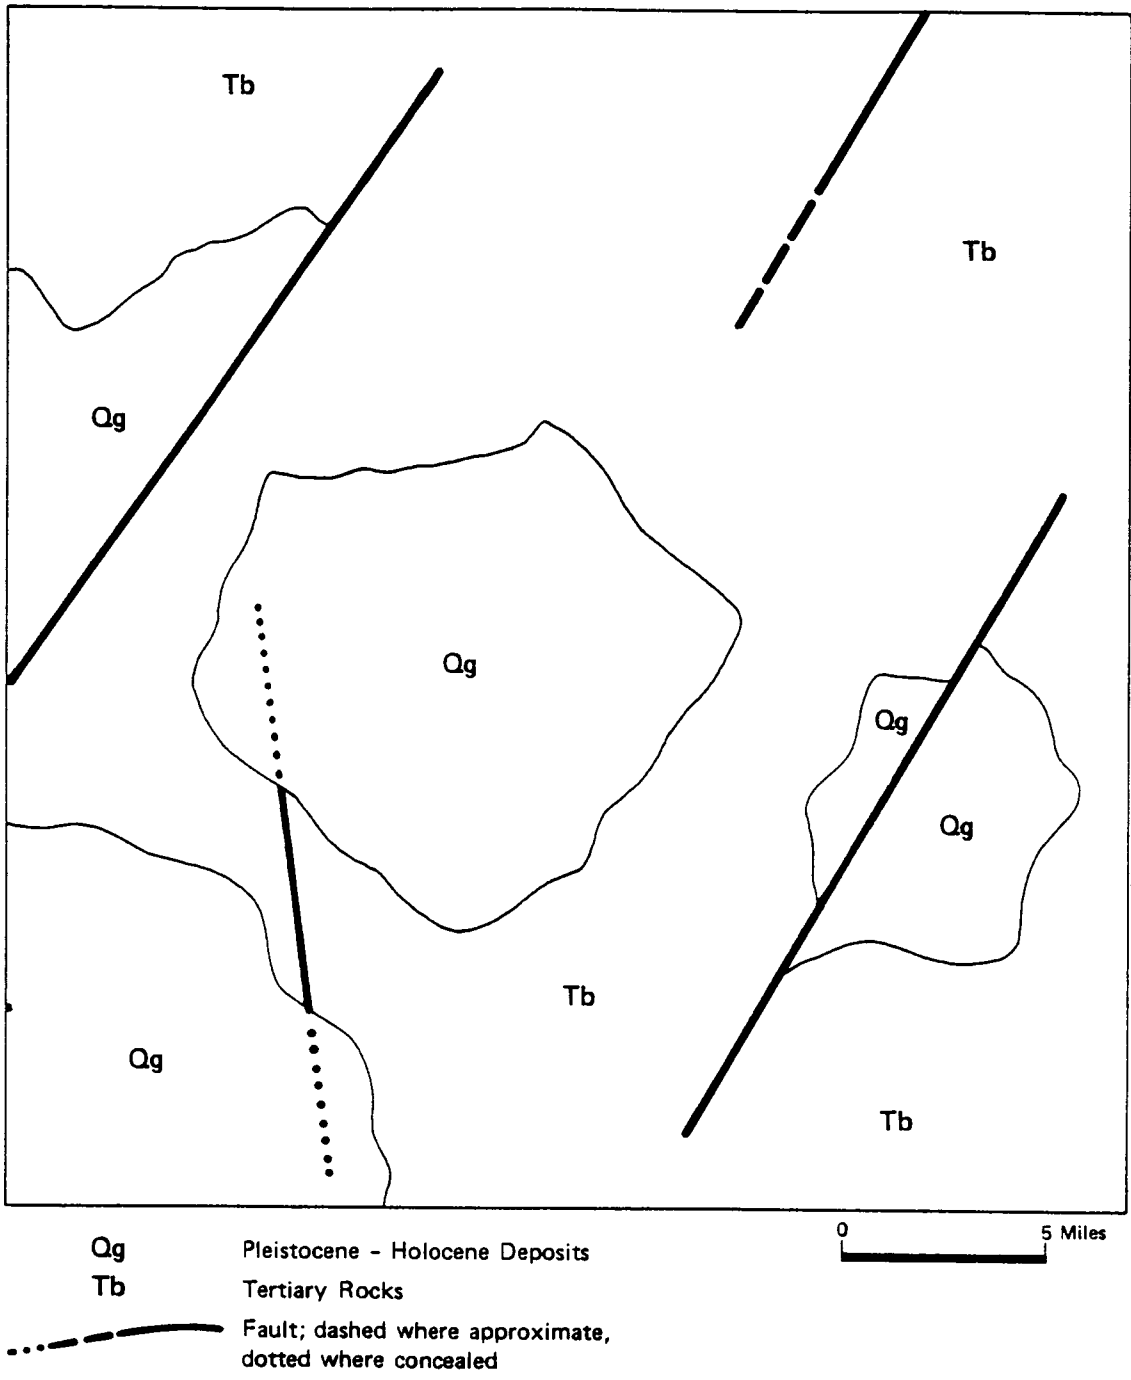 Tb
Tb
Qg
Qg
Qg
Qg
Tb
Qg
Tb
0 5 Miles
Qg Pleistocene - Holocene Deposits
Tb Tertiary Rocks
Fault; dashed where approximate,
dotted where concealed